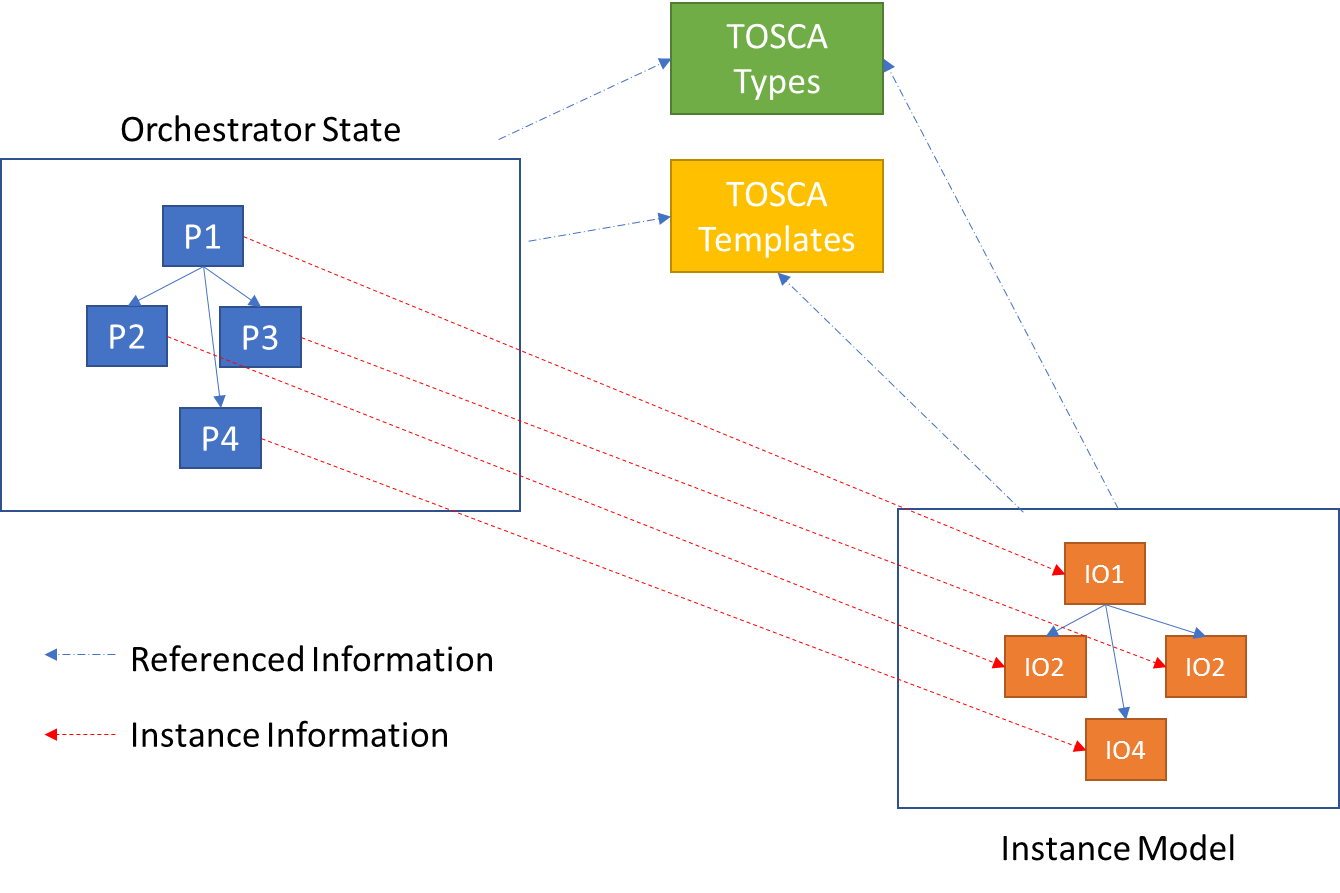 TOSCA
Types
Orchestrator State
TOSCA
Templates
P1
P2
P3
P4
IO1
IO2
IO2
IO4
Referenced Information
Instance Information
Instance Model